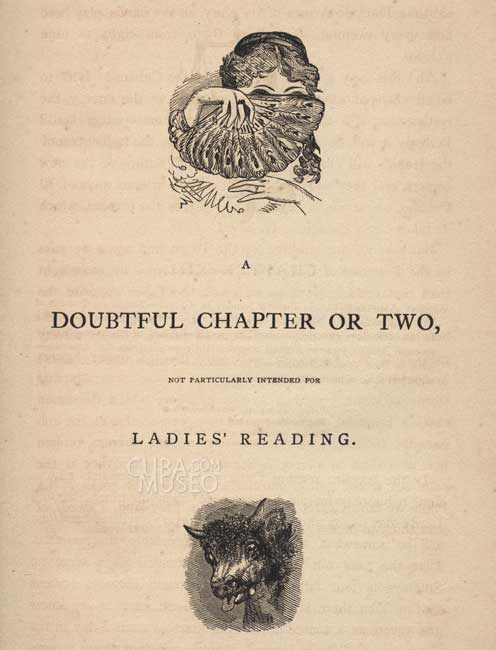 A
DOUBTFUL CHAPTER OR TWO,
NOT PARTICULARLY INTENDED FOR
LADIES' READING.
CUBA.COM
MUSEO